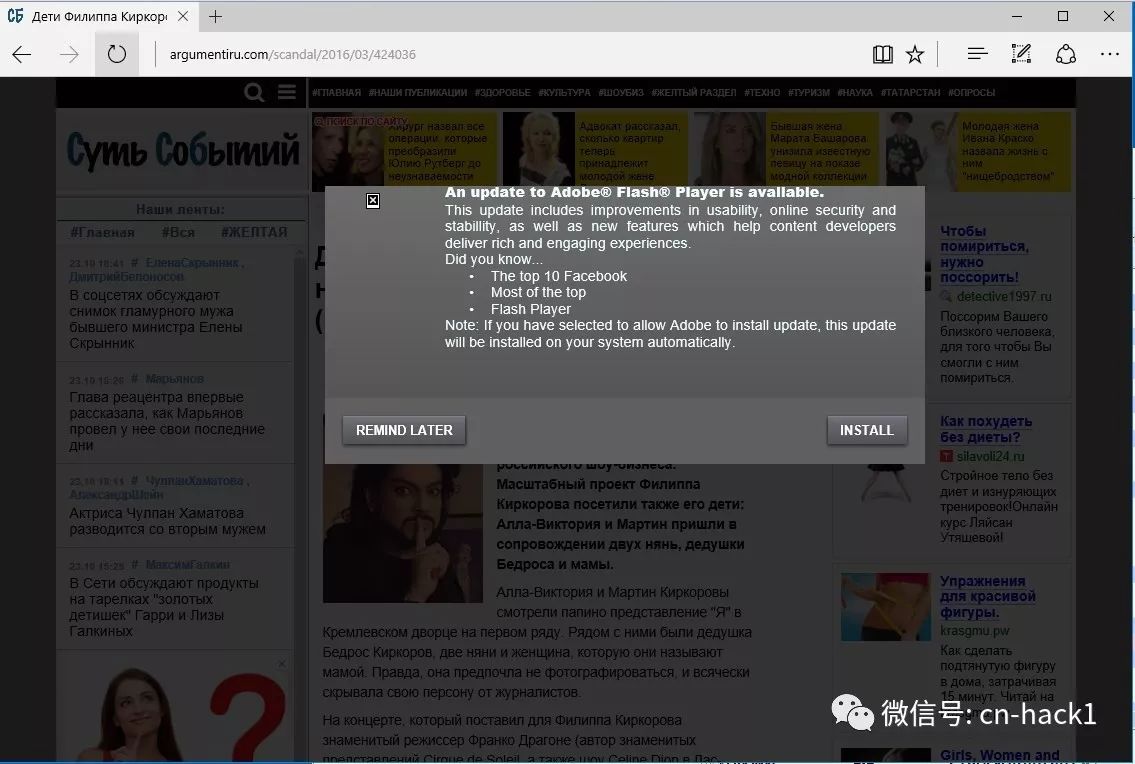 Дети Филиппа Киркоро
argumentiru.com/scandal/2016/03/424036
#ГЛАВНАЯ #НАШИ ПУБЛИКАЦИИ #ЗДОРОВЬЕ #КУЛЬТУРА #ШОУБИЗ #ЖЕЛТЫЙ РАЗДЕЛ #ТЕХНО #ТУРИЗМ #НАУКА #ТАТАРСТАН #ОПРОСЫ
Суть Событий
ПОИСК ПО САЙТУ
Хирург назвал все
операции, которые
преобразили
Юлию Рутберг до
неузнаваемости
Адвокат рассказал,
сколько квартир
теперь
принадлежит
молодой жене
Бывшая жена
Марата Башарова
унизила известную
певицу на показе
модной коллекции
Молодая жена
Ивана Краско
назвала жизнь с
ним
"нищебродством"
Наши ленты:
#Главная #Вся #ЖЕЛТАЯ
23.10 18:41 # ЕленаСкрынник ,
ДмитрийБелоносов
В соцсетях обсуждают
снимок гламурного мужа
бывшего министра Елены
Скрынник
23.10 15:26 # Марьянов
Глава реацентра впервые
рассказала, как Марьянов
провел у нее свои последние
дни
# ЧулпанХаматова ,
АлександрШейн
Актриса Чулпан Хаматова
разводится со вторым мужем
23.10 15:25 # МаксимГалкин
В Сети обсуждают продукты
на тарелках "золотых
детишек" Гарри и Лизы
Галкиных
An update to Adobe® Flash® Player is available.
This update includes improvements in usability, online security and
stabillity, as well as new features which help content developers
deliver rich and engaging experiences.
Did you know...
• The top 10 Facebook
• Most of the top
• Flash Player
Note: If you have selected to allow Adobe to install update, this update
will be installed on your system automatically.
REMIND LATER
INSTALL
российского шоу-бизнеса.
Масштабный проект Филиппа
Киркорова посетили также его дети:
Алла-Виктория и Мартин пришли в
сопровождении двух нянь, дедушки
Бедроса и мамы.
Алла-Виктория и Мартин Киркоровы
смотрели папино представление "Я" в
Кремлевском дворце на первом ряду. Рядом с ними были дедушка
Бедрос Киркоров, две няни и женщина, которую они называют
мамой. Правда, она предпочла не фотографироваться, и всячески
скрывала свою персону от журналистов.
На концерте, который поставил для Филиппа Киркорова
знаменитый режиссер Франко Драгоне (автор знаменитых
представлений Cirque de Soleil, а также шоу Celine Dion в Лас-
Чтобы
помириться,
нужно
поссорить!
detective1997.ru
Поссорим Вашего
близкого человека,
для того чтобы Вы
смогли с ним
помириться.
Как похудеть
без диеты?
silavoli24.ru
Стройное тело без
диет и изнуряющих
тренировок!Онлайн
курс Ляйсан
Утяшевой!
Упражнения
для красивой
фигуры.
krasgmu.pw
Как сделать
подтянутую фигуру
в дома, затрачивая
15 минут. Читай на
Girls, Women and
微信号: cn-hack1